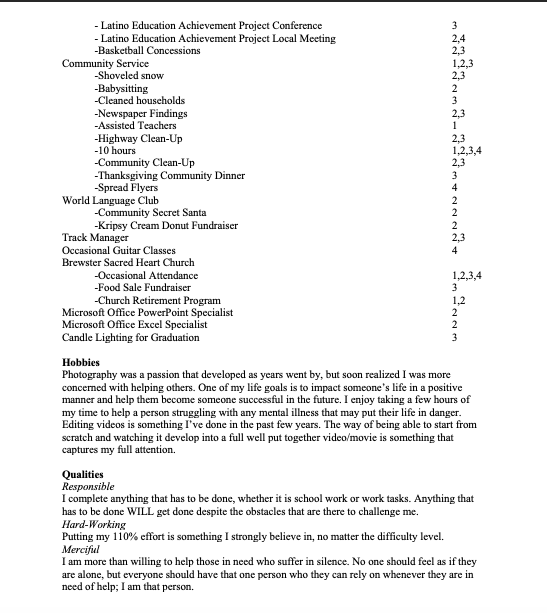 - Latino Education Achievement Project Conference 3
- Latino Education Achievement Project Local Meeting 2,4
-Basketball Concessions 2,3
Community Service 1,2,3
-Shoveled snow 2,3
-Babysitting 2
-Cleaned households 3
-Newspaper Findings 2,3
-Assisted Teachers 1
-Highway Clean-Up 2,3
-10 hours 1,2,3,4
-Community Clean-Up 2,3
-Thanksgiving Community Dinner 3
-Spread Flyers 4
World Language Club 2
-Community Secret Santa 2
-Kripsy Cream Donut Fundraiser 2
Track Manager 2,3
Occasional Guitar Classes 4
Brewster Sacred Heart Church
-Occasional Attendance 1,2,3,4
-Food Sale Fundraiser 3
-Church Retirement Program 1,2
Microsoft Office PowerPoint Specialist 2
Microsoft Office Excel Specialist 2
Candle Lighting for Graduation 3
Hobbies
Photography was a passion that developed as years went by, but soon realized I was more
concerned with helping others. One of my life goals is to impact someone's life in a positive
manner and help them become someone successful in the future. I enjoy taking a few hours of
my time to help a person struggling with any mental illness that may put their life in danger.
Editing videos is something I've done in the past few years. The way of being able to start from
scratch and watching it develop into a full well put together video/movie is something that
captures my full attention.
Qualities
Responsible
I complete anything that has to be done, whether it is school work or work tasks. Anything that
has to be done WILL get done despite the obstacles that are there to challenge me.
Hard-Working
Putting my 110% effort is something I strongly believe in, no matter the difficulty level.
Merciful
I am more than willing to help those in need who suffer in silence. No one should feel as if they
are alone, but everyone should have that one person who they can rely on whenever they are in
need of help; I am that person.